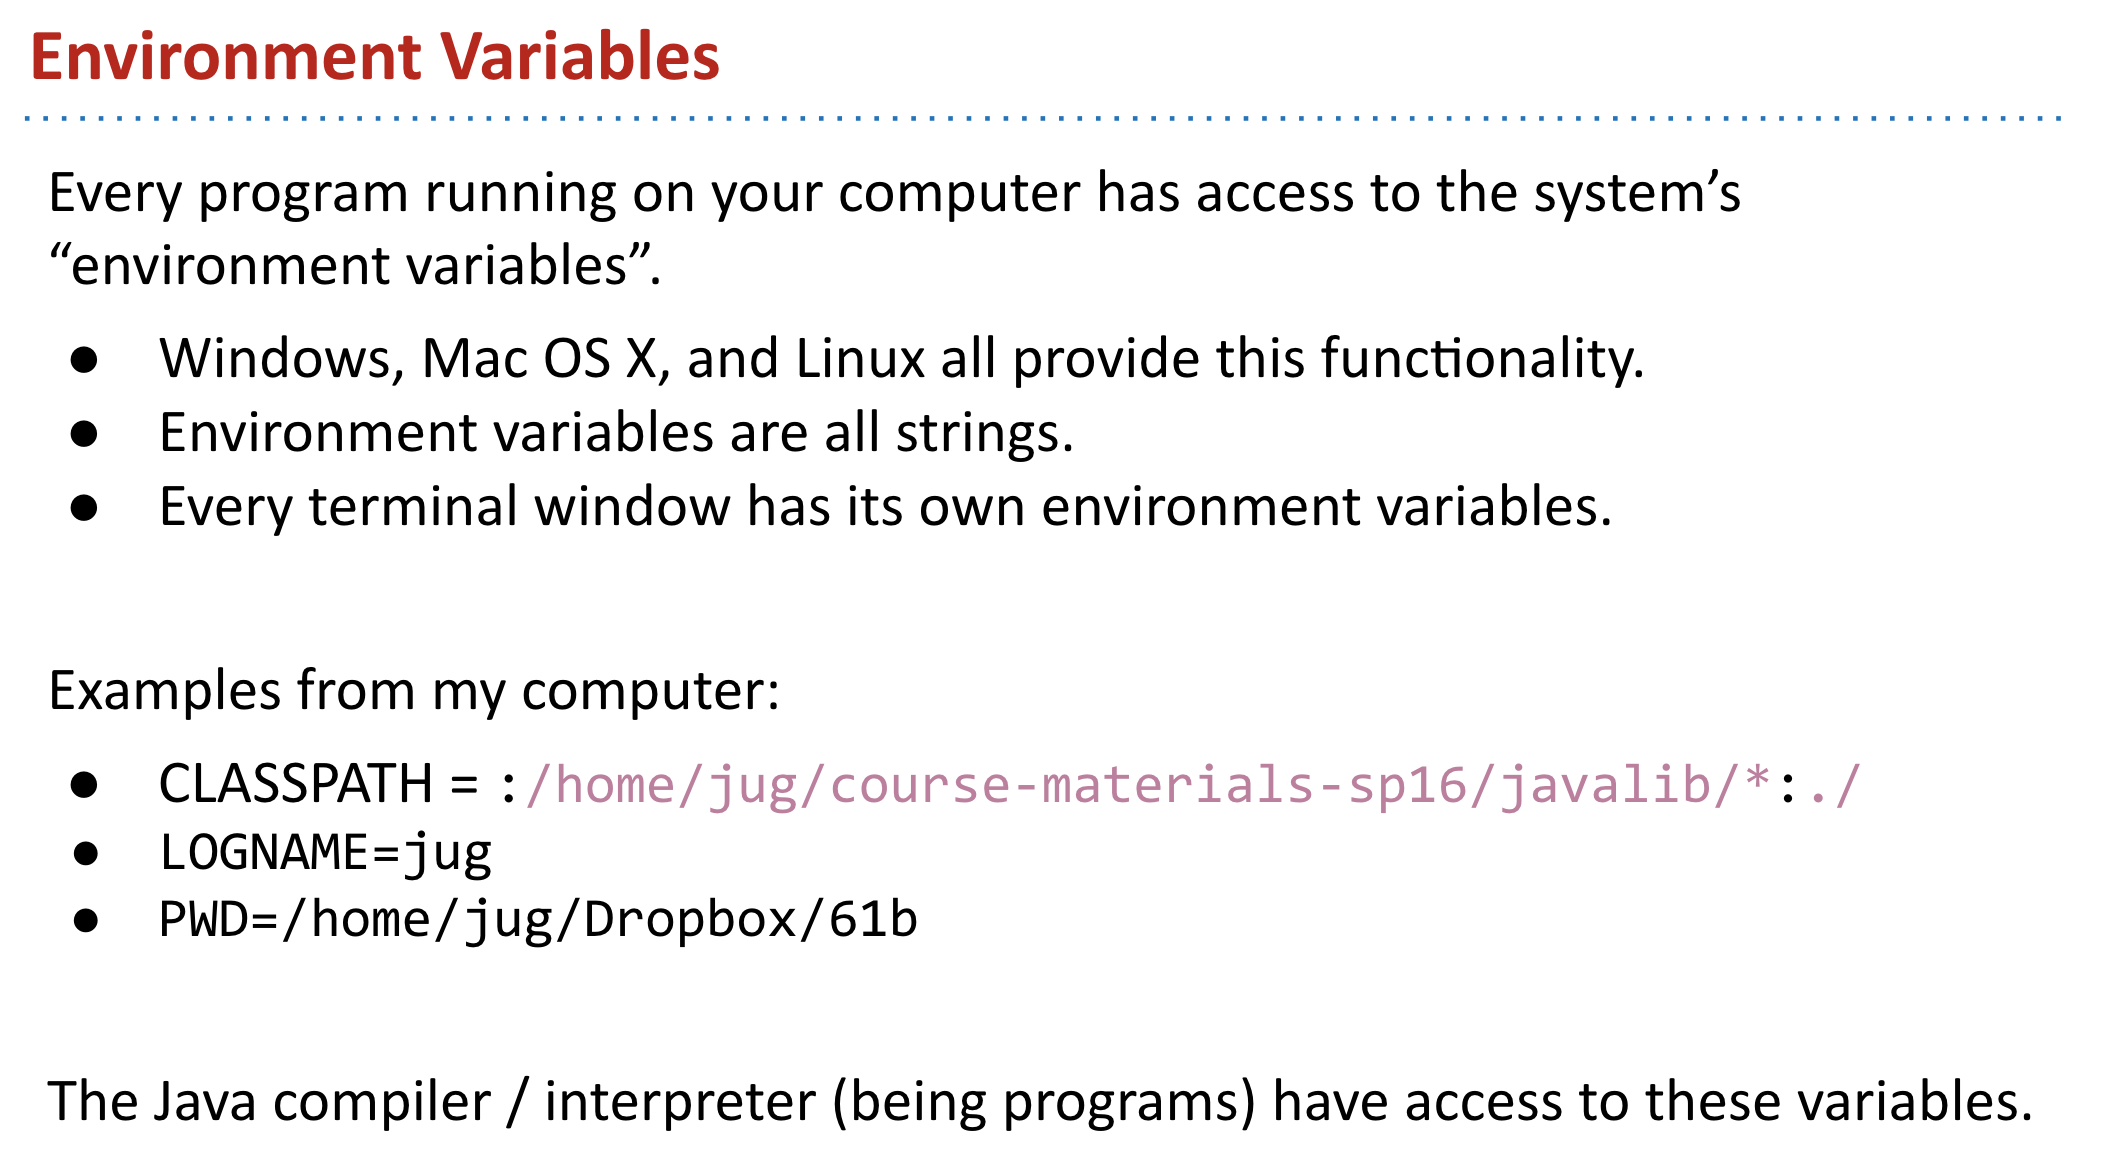 Environment Variables
Every program running on your computer has access to the system’s
“environment variables”.
● Windows, Mac OS X, and Linux all provide this functionality.
● Environment variables are all strings.
● Every terminal window has its own environment variables.
Examples from my computer:
● CLASSPATH = :/home/jug/course-materials-sp16/javalib/*:./
● LOGNAME=jug
● PWD=/home/jug/Dropbox/61b
The Java compiler / interpreter (being programs) have access to these variables.